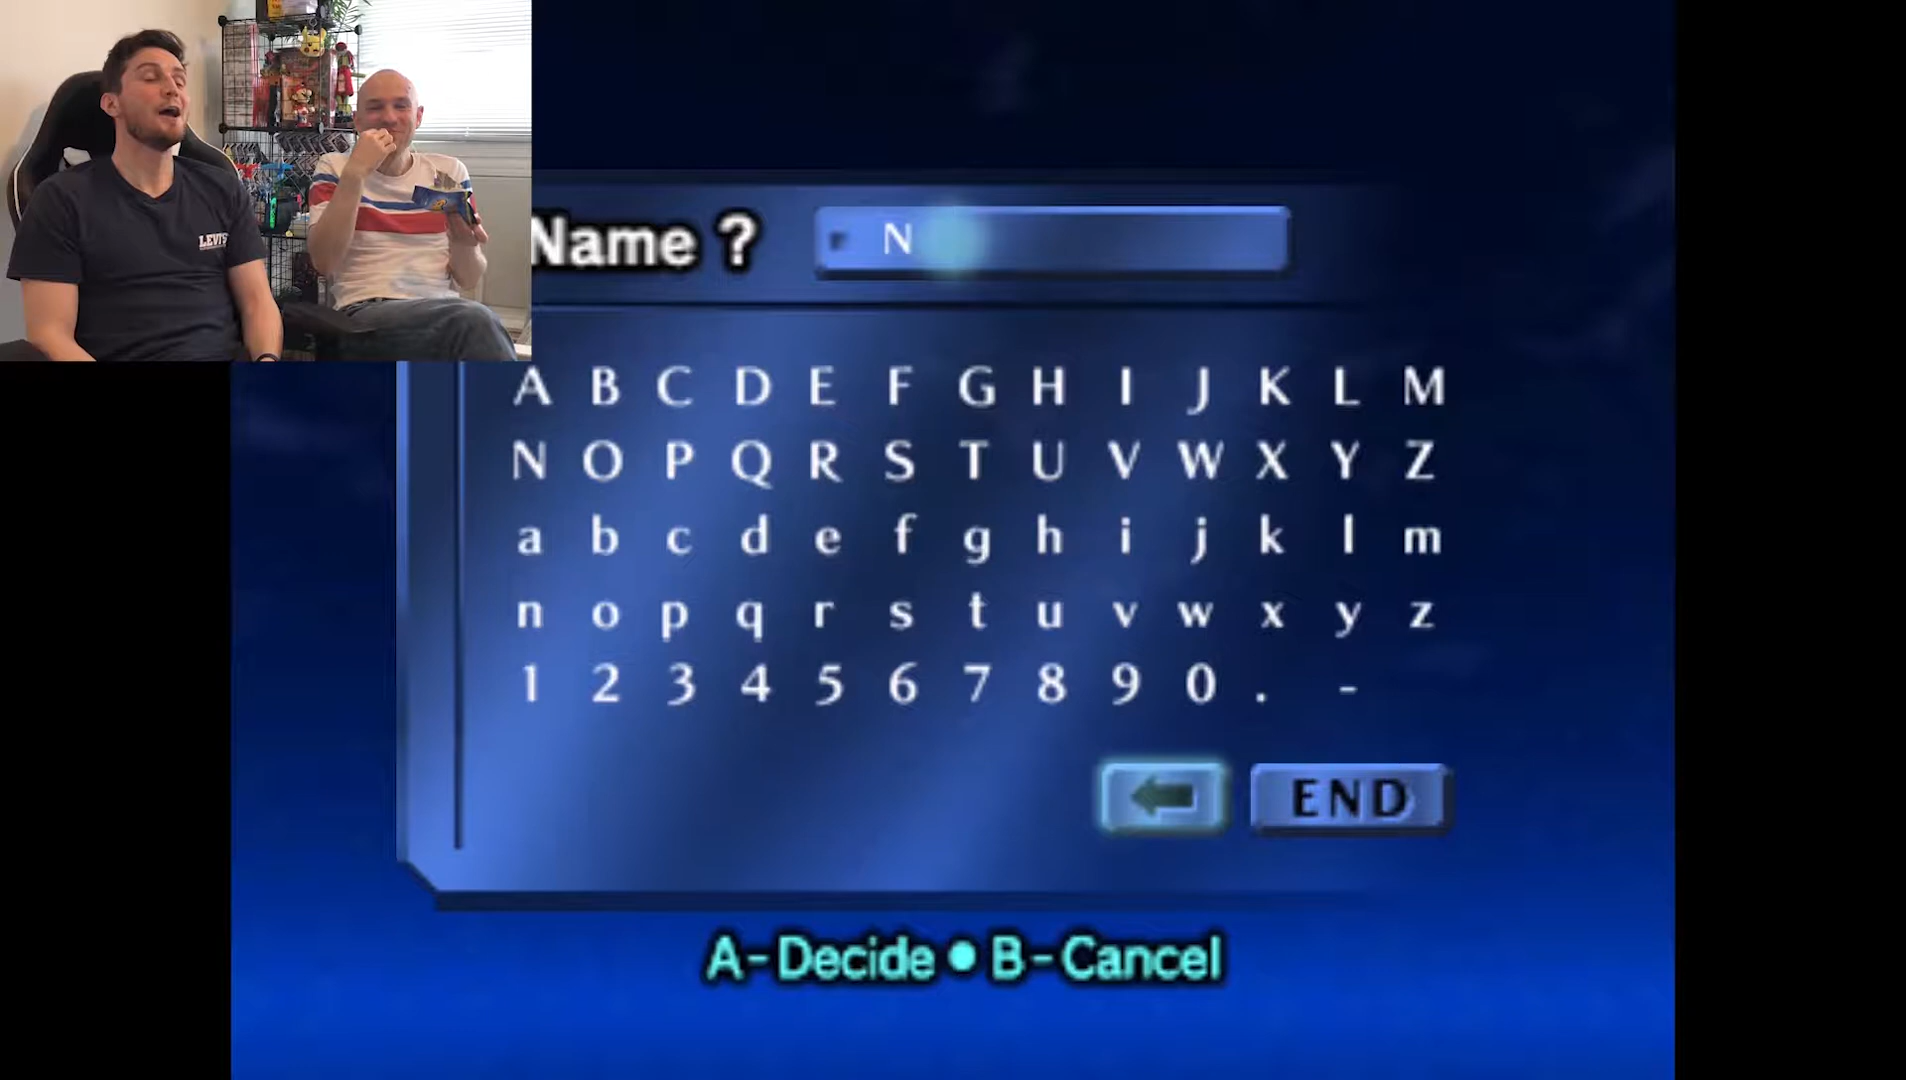 LEVI'S
Name ? N
A B C D E F G H I J K L M
N O P Q R S T U V W X Y Z
a b c d e f g h i j k l m
n o p q r s t u v w x y z
1 2 3 4 5 6 7 8 9 0 . -
END
A-Decide • B-Cancel